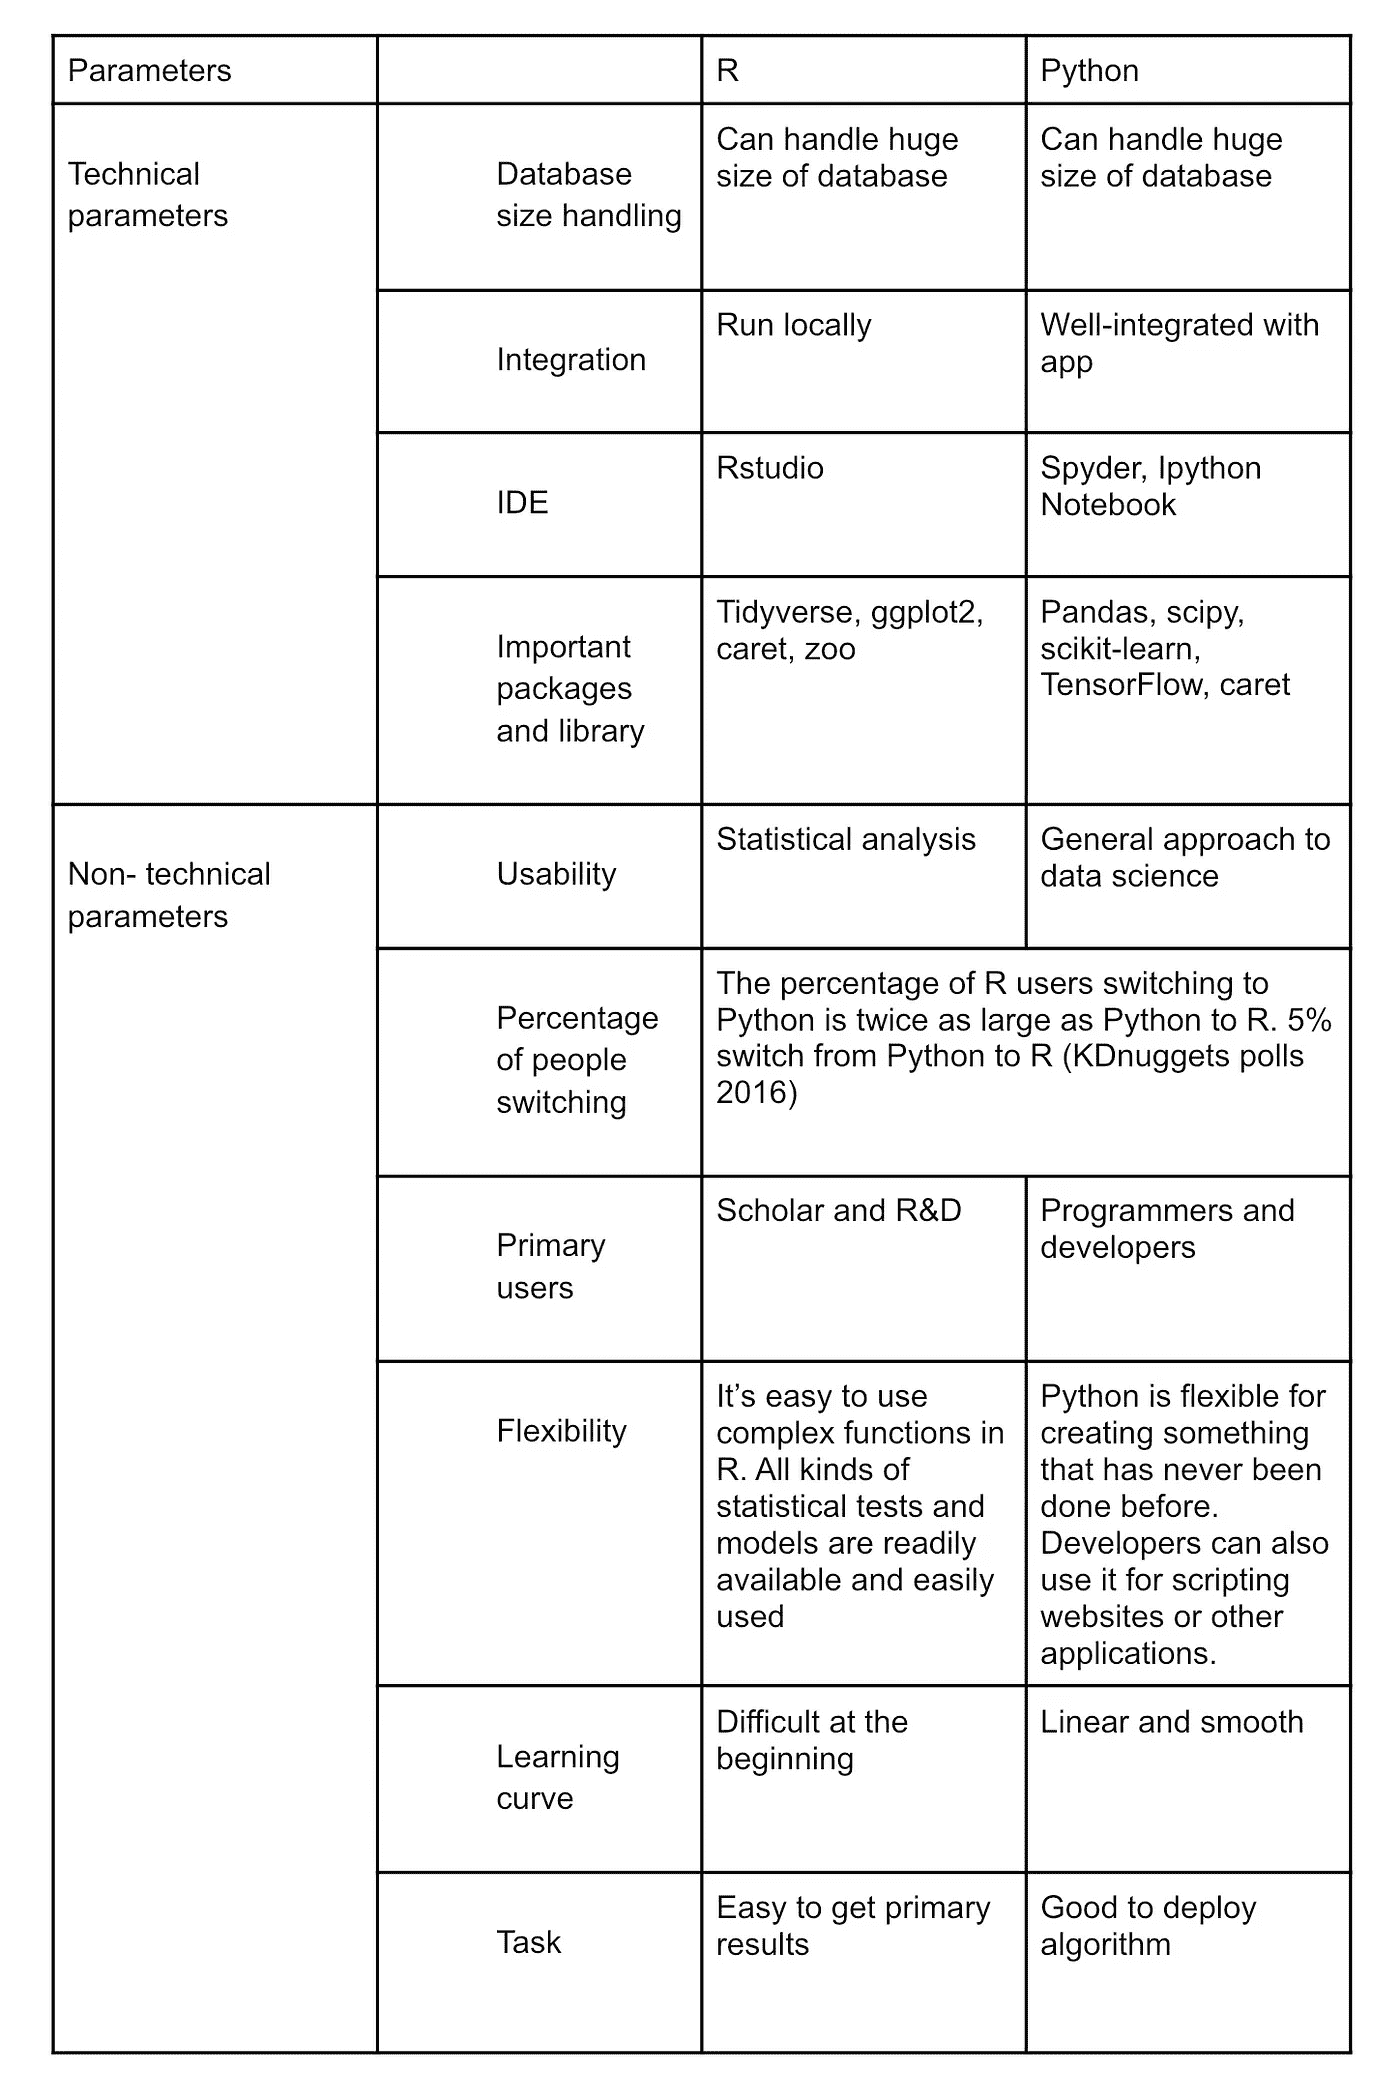 Parameters
R
Python
Technical
parameters
Database
size handling
Can handle huge
size of database
Can handle huge
size of database
Integration
Run locally
Well-integrated with
app
IDE
Rstudio
Spyder, Ipython
Notebook
Important
packages
and library
Tidyverse, ggplot2,
caret, zoo
Pandas, scipy,
scikit-learn,
TensorFlow, caret
Non- technical
parameters
Usability
Statistical analysis
General approach to
data science
Percentage
of people
switching
The percentage of R users switching to
Python is twice as large as Python to R. 5%
switch from Python to R (KDnuggets polls
2016)
Primary
users
Scholar and R&D
Programmers and
developers
Flexibility
It’s easy to use
complex functions in
R. All kinds of
statistical tests and
models are readily
available and easily
used
Python is flexible for
creating something
that has never been
done before.
Developers can also
use it for scripting
websites or other
applications.
Learning
curve
Difficult at the
beginning
Linear and smooth
Task
Easy to get primary
results
Good to deploy
algorithm